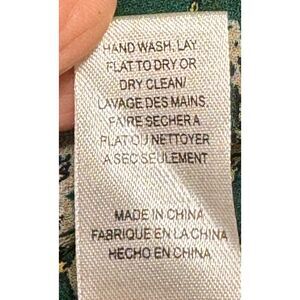 HAND WASH, LAY
FLAT TO DRY OR
DRY CLEAN/
LAVAGE DES MAINS,
FAIRE SECHER A
PLAT OU NETTOYER
A SEC SEULEMENT
MADE IN CHINA
FABRIQUE EN LA CHINA
HECHO EN CHINA